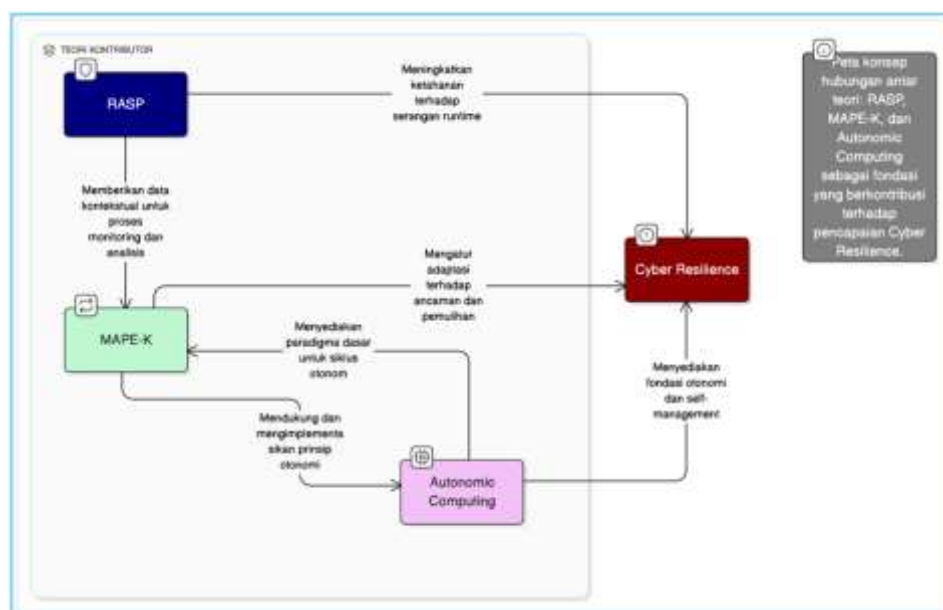 TEORI KONTRIBUTOR
RASP
Meningkatkan
ketahanan
terhadap
serangan runtime
Peta konsep
hubungan antar
teori: RASP,
MAPE-K, dan
Autonomic
Computing
sebagai fondasi
yang berkontribusi
terhadap
pencapaian Cyber
Resilience.
Memberikan data
kontekstual untuk
proses
monitoring dan
analisis
Cyber Resilience
Mengatur
adaptasi
terhadap
ancaman dan
pemulihan
MAPE-K
Menyediakan
paradigma dasar
untuk siklus
otonom
Menyediakan
fondasi otonomi
dan self-
management
Mendukung dan
mengimplementa
sikan prinsip
otonomi
Autonomic
Computing